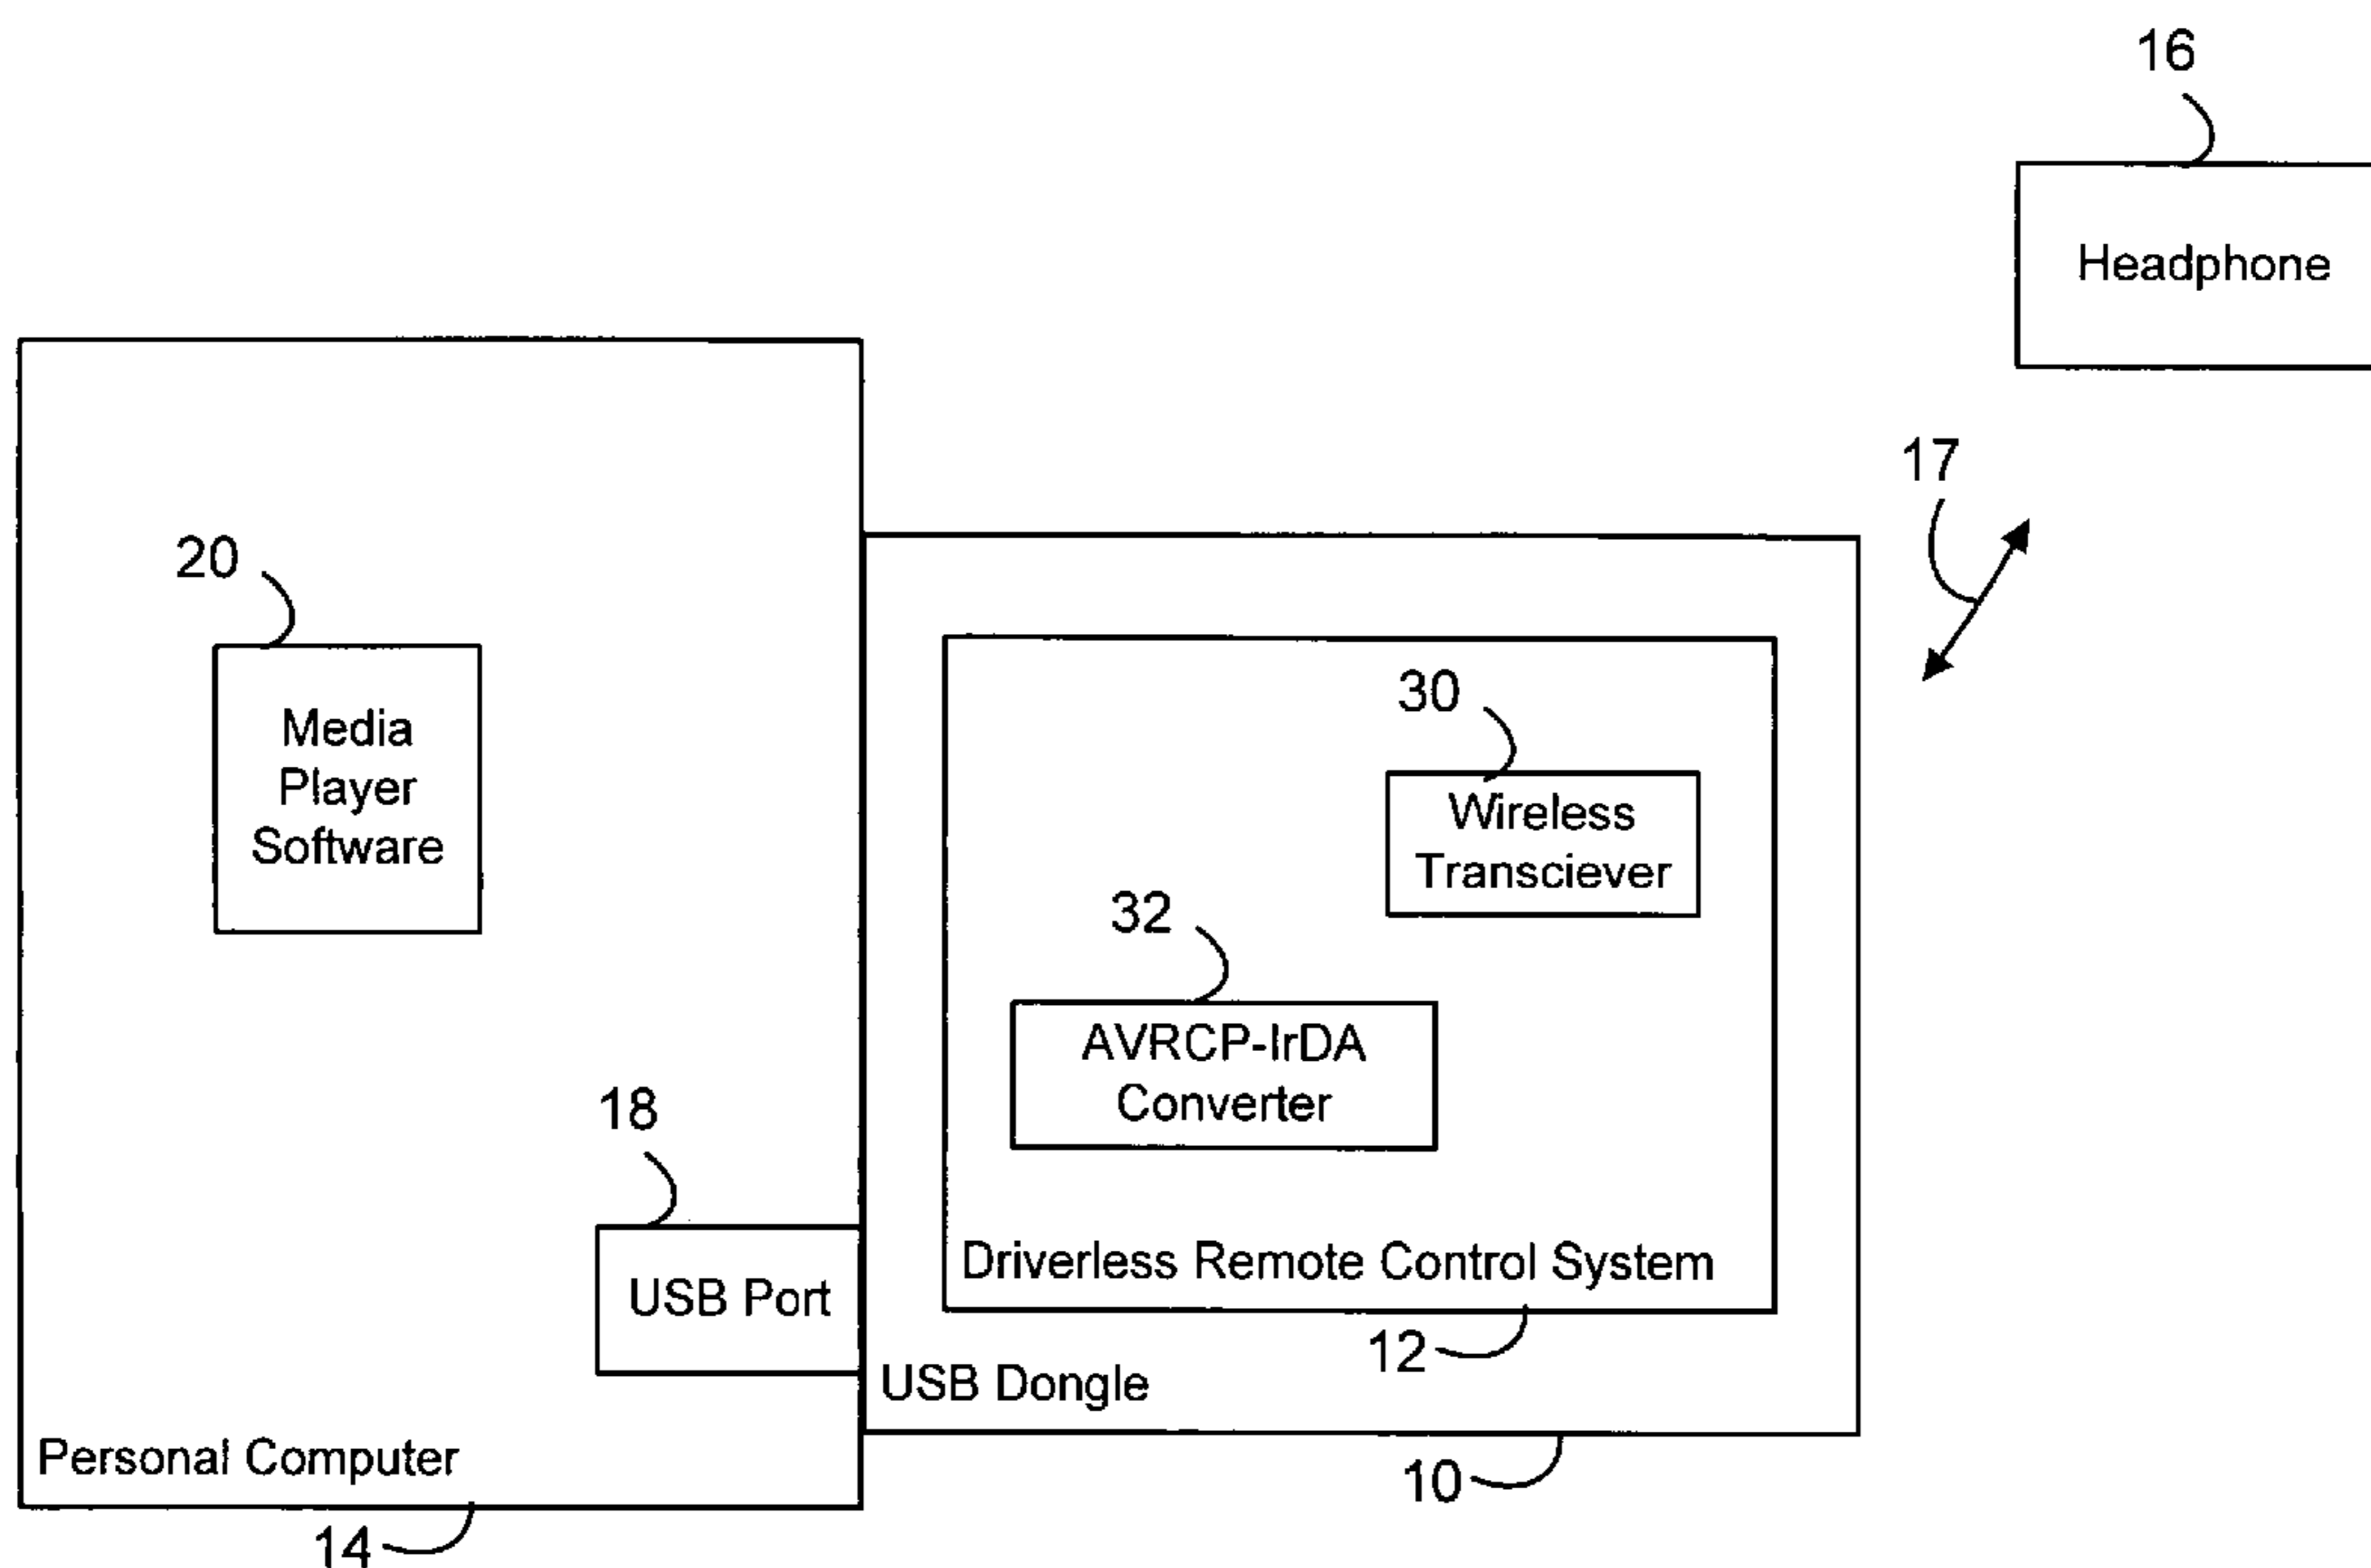 16
Headphone
17
20
Media
Player
Software
30
Wireless
Transciever
32
AVRCP-IrDA
Converter
18
USB Port
Driverless Remote Control System
12
USB Dongle
10
Personal Computer
14